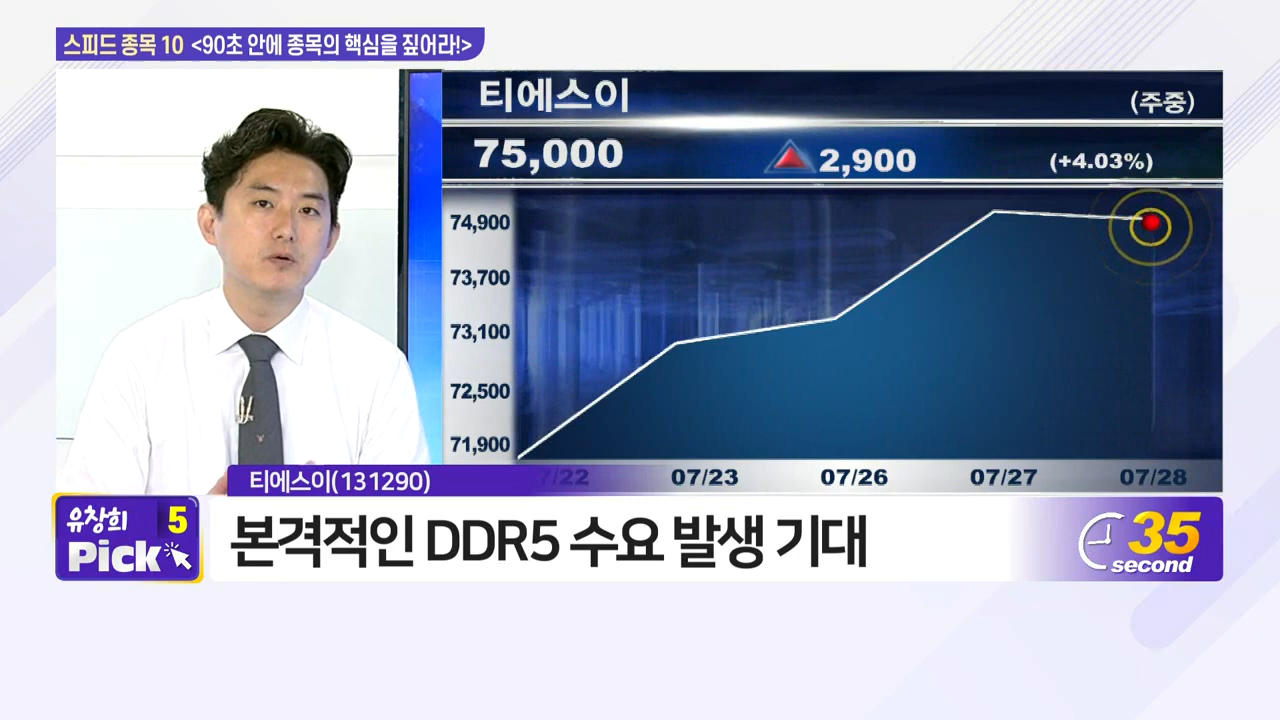 스피드 종목 10 <90초 안에 종목의 핵심을 짚어라!>
티에스이
(주중)
75,000 2,900 (+4.03%)
74,900
73,700
73,100
72,500
71,900
7/22 07/23 07/26 07/27 07/28
티에스이(131290)
유창희 5
Pick
본격적인 DDR5 수요 발생 기대
35
second